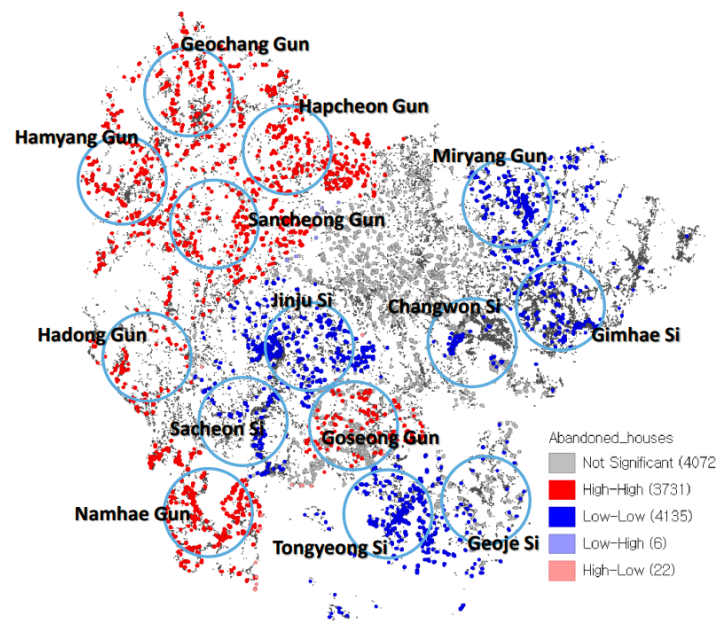 Geochang Gun
Hapcheon Gun
Hamyang Gun
Miryang Gun
Sancheong Gun
Jinju Si
Changwon Si
Hadong Gun
Gimhae Si
Sacheon Si
Goseong Gun
Namhae Gun
Tongyeong Si
Geoje Si
Abandoned_houses
Not Significant (4072
High-High (3731)
Low-Low (4135)
Low-High (6)
High-Low (22)